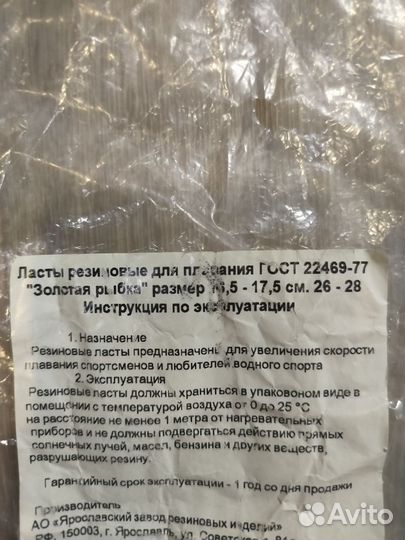 Ласты резиновые для плавания ГОСТ 22469-77
"Золотая рыбка" размер 16,5 - 17,5 см. 26 - 28
Инструкция по эксплуатации
1. Назначение
Резиновые ласты предназначены для увеличения скорости
плавания спортсменов и любителей водного спорта
2. Эксплуатация
Резиновые ласты должны храниться в упаковоном виде в
помещении с температурой воздуха от 0 до 25 °С
на расстояние не менее 1 метра от нагревательных
приборов и не должны подвергаться действию прямых
солнечных лучей, масел, бензина и других веществ,
разрушающих резину.
Гарантийный срок эксплуатации - 1 год со дня продажи
Производитель
АО «Ярославский завод резиновых изделий»
РФ, 150003, г. Ярославль, ул. Советская
Avito